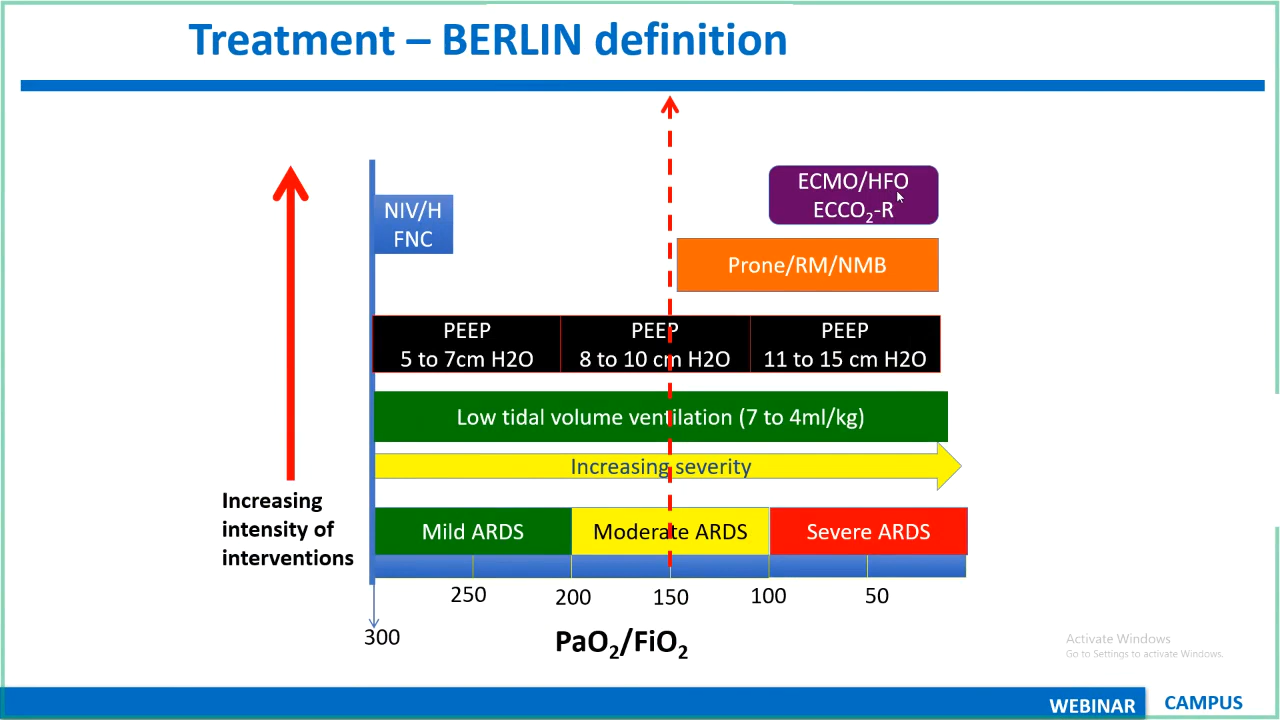 Treatment – BERLIN definition
NIV/H
FNC
ECMO/HFO
ECCO₂-R
Prone/RM/NMB
PEEP
5 to 7cm H2O
PEEP
8 to 10 cm H2O
PEEP
11 to 15 cm H2O
Low tidal volume ventilation (7 to 4ml/kg)
Increasing severity
Increasing
intensity of
interventions
Mild ARDS
Moderate ARDS
Severe ARDS
300
250
200
150
100
50
PaO₂/FiO₂
Activate Windows
Go to Settings to activate Windows.
WEBINAR
CAMPUS